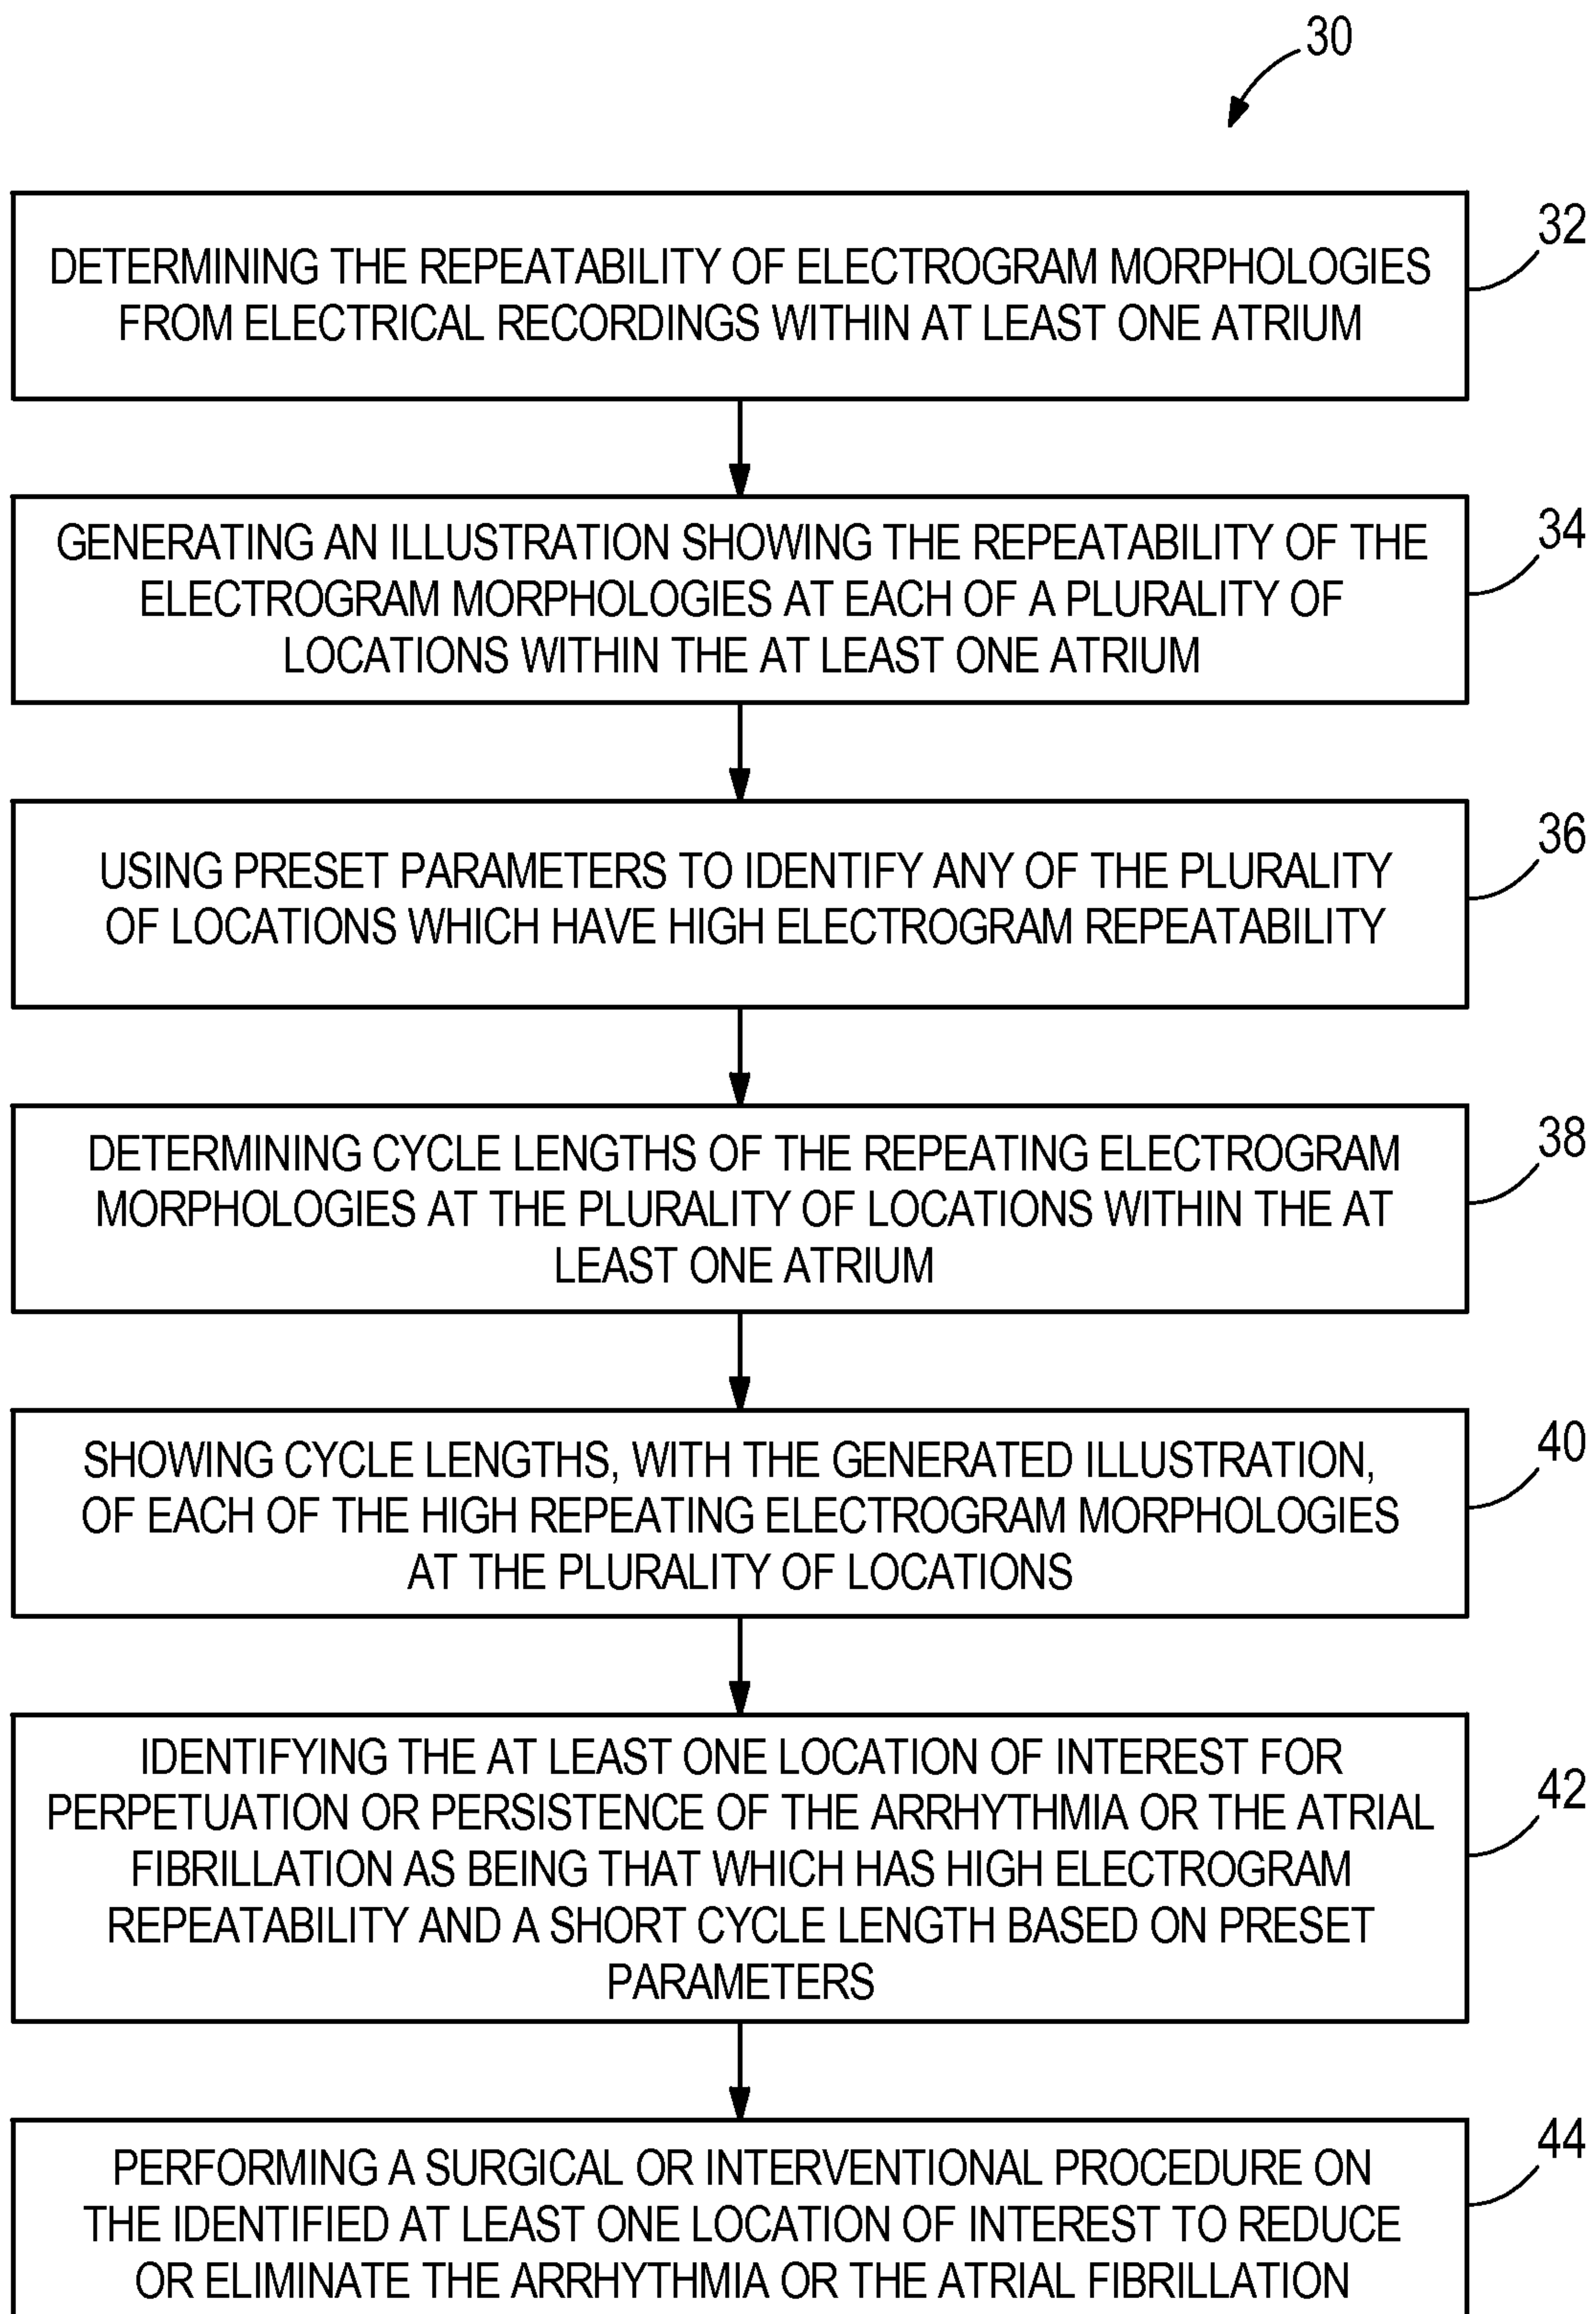 30
DETERMINING THE REPEATABILITY OF ELECTROGRAM MORPHOLOGIES
FROM ELECTRICAL RECORDINGS WITHIN AT LEAST ONE ATRIUM
32
GENERATING AN ILLUSTRATION SHOWING THE REPEATABILITY OF THE
ELECTROGRAM MORPHOLOGIES AT EACH OF A PLURALITY OF
LOCATIONS WITHIN THE AT LEAST ONE ATRIUM
34
USING PRESET PARAMETERS TO IDENTIFY ANY OF THE PLURALITY
OF LOCATIONS WHICH HAVE HIGH ELECTROGRAM REPEATABILITY
36
DETERMINING CYCLE LENGTHS OF THE REPEATING ELECTROGRAM
MORPHOLOGIES AT THE PLURALITY OF LOCATIONS WITHIN THE AT
LEAST ONE ATRIUM
38
SHOWING CYCLE LENGTHS, WITH THE GENERATED ILLUSTRATION,
OF EACH OF THE HIGH REPEATING ELECTROGRAM MORPHOLOGIES
AT THE PLURALITY OF LOCATIONS
40
IDENTIFYING THE AT LEAST ONE LOCATION OF INTEREST FOR
PERPETUATION OR PERSISTENCE OF THE ARRHYTHMIA OR THE ATRIAL
FIBRILLATION AS BEING THAT WHICH HAS HIGH ELECTROGRAM
REPEATABILITY AND A SHORT CYCLE LENGTH BASED ON PRESET
PARAMETERS
42
PERFORMING A SURGICAL OR INTERVENTIONAL PROCEDURE ON
THE IDENTIFIED AT LEAST ONE LOCATION OF INTEREST TO REDUCE
OR ELIMINATE THE ARRHYTHMIA OR THE ATRIAL FIBRILLATION
44